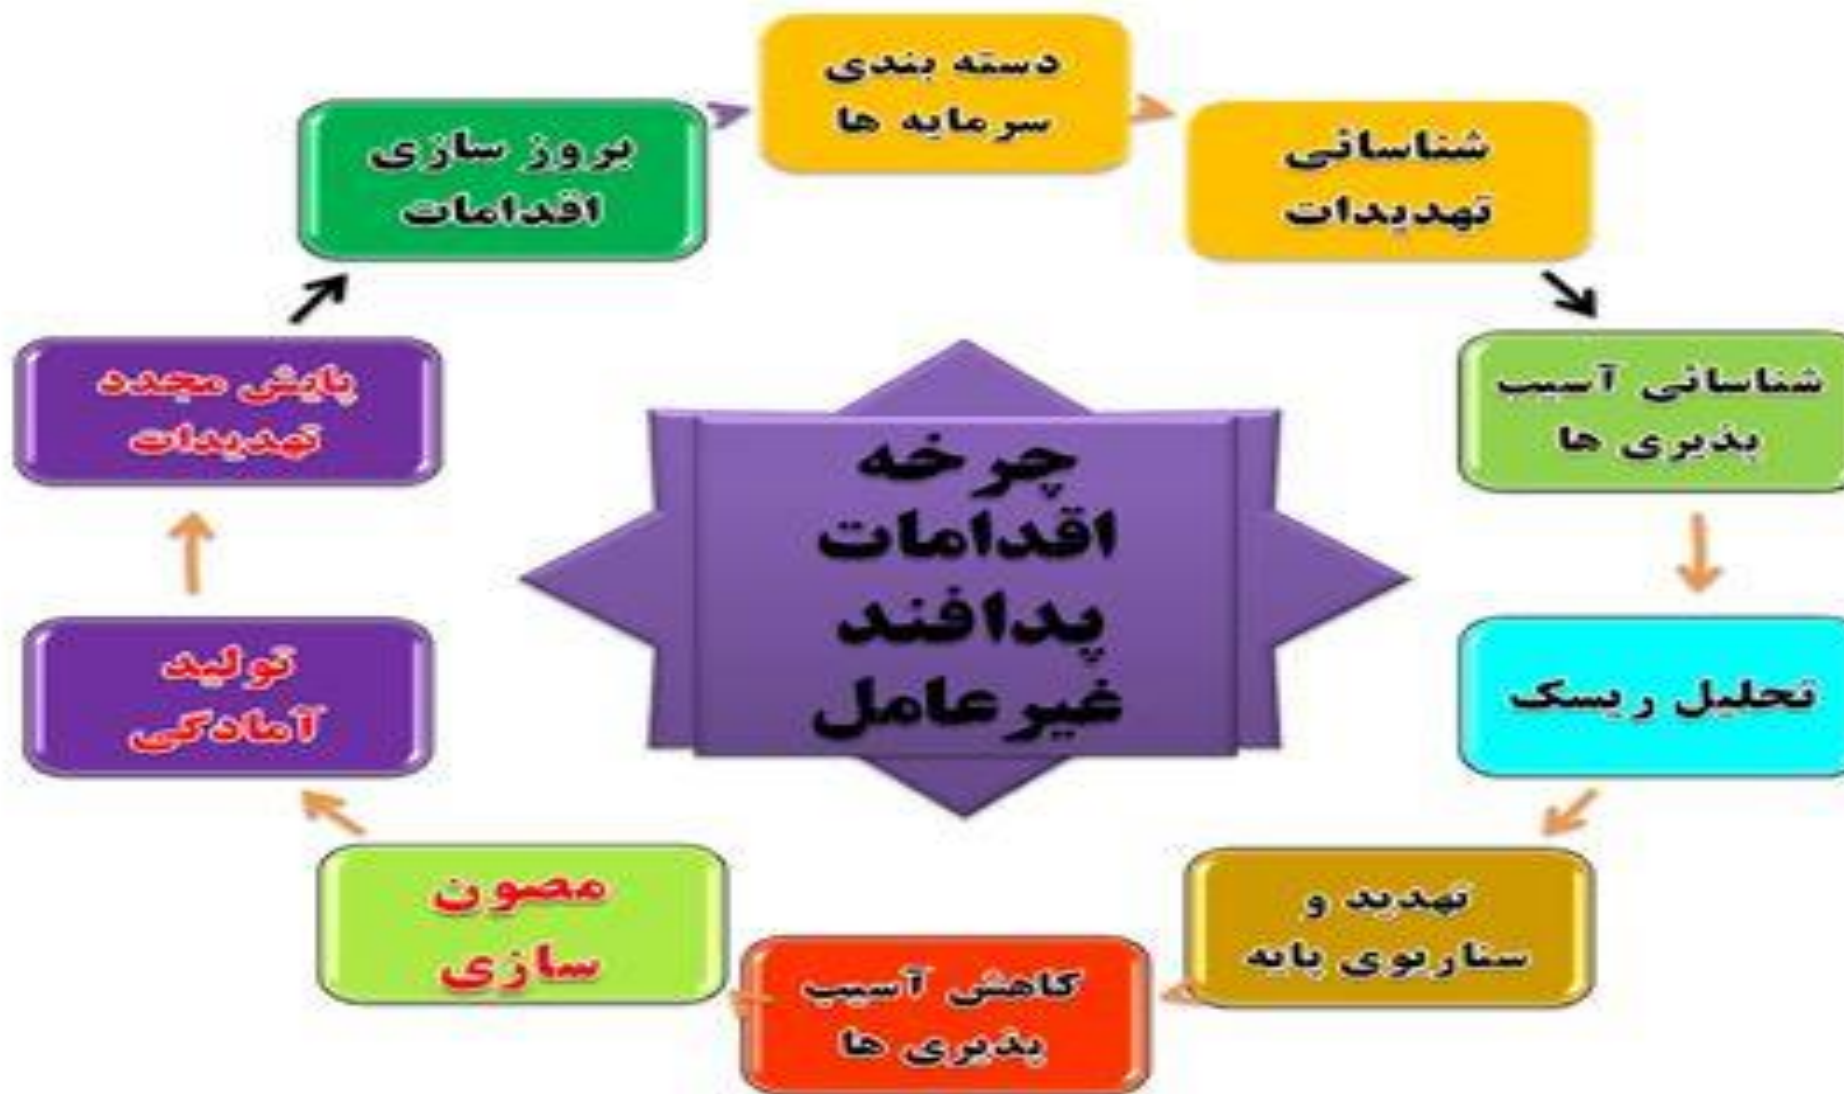 دسته بندی
سرمایه ها
شناسائی
تهدیدات
شناسائی آسیب
پذیری ها
تحلیل ریسک
تهدید و
سناریوی پایه
کاهش آسیب
پذیری ها
مصون
سازی
تولید
آمادگی
پایش مجدد
تهدیدات
بروز سازی
اقدامات
چرخه
اقدامات
پدافند
غیرعامل